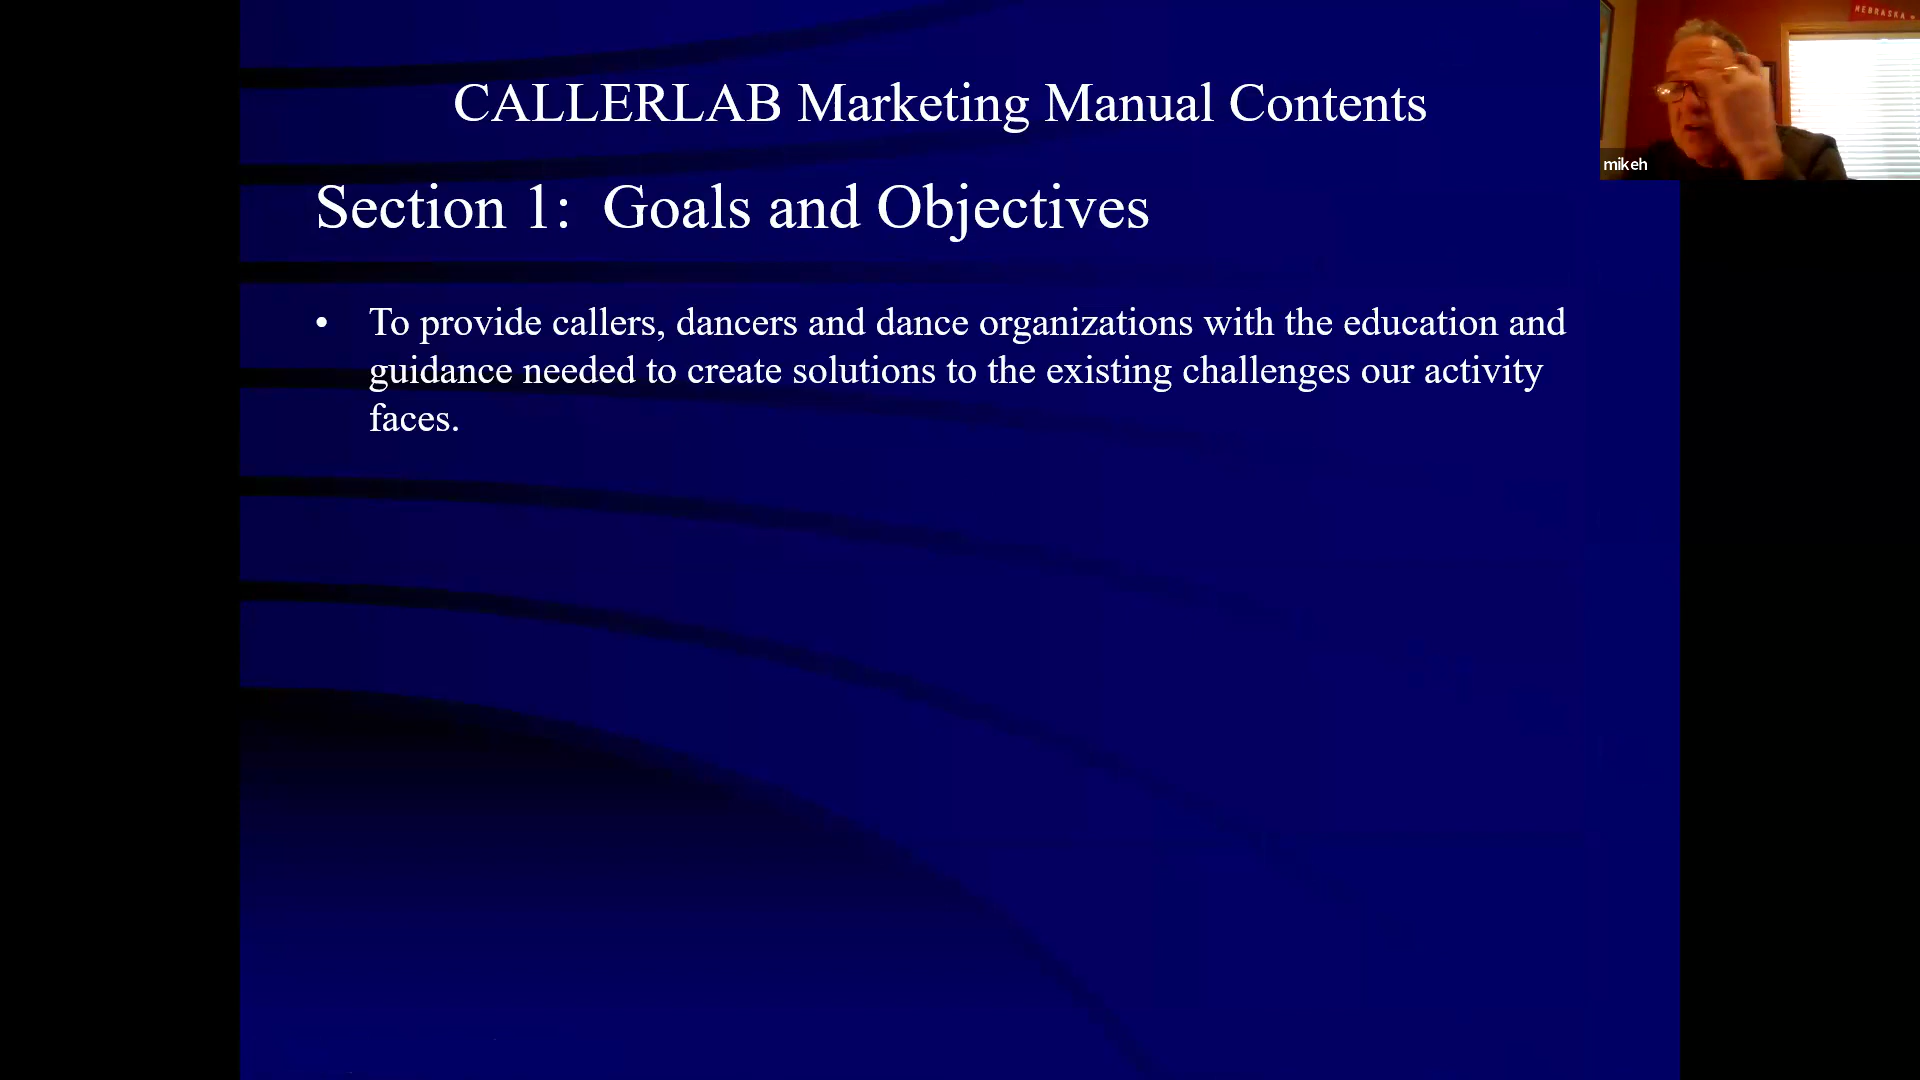 CALLERLAB Marketing Manual Contents
Section 1: Goals and Objectives
• To provide callers, dancers and dance organizations with the education and
guidance needed to create solutions to the existing challenges our activity
faces.
NEBRASKA
mikeh